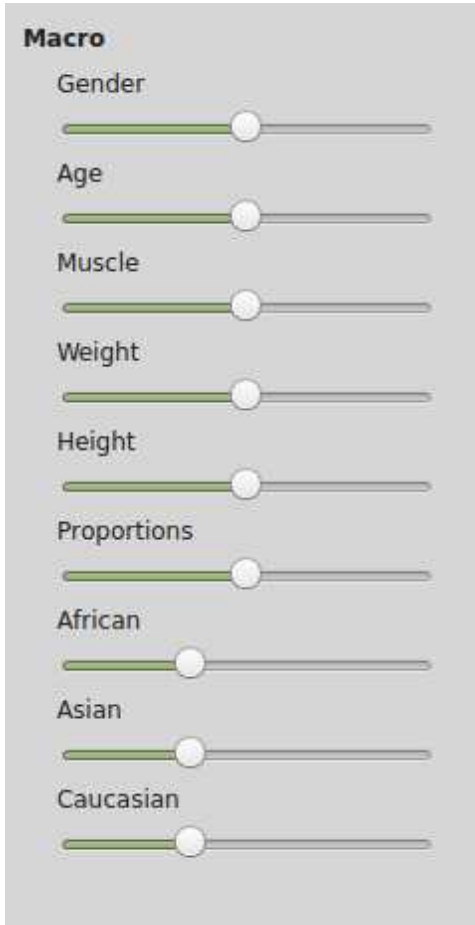 Macro
Gender
Age
Muscle
Weight
Height
Proportions
African
Asian
Caucasian